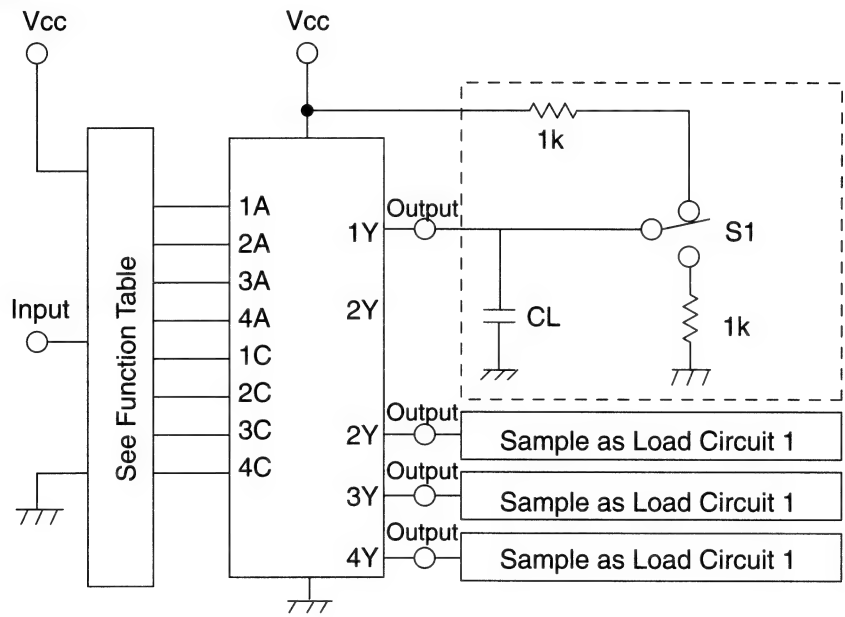 Vcc
Vcc
1k
1A
2A
3A
4A
1C
2C
3C
4C
Input
See Function Table
1Y
Output
S1
2Y
CL
1k
2Y
Output
Sample as Load Circuit 1
3Y
Output
Sample as Load Circuit 1
4Y
Output
Sample as Load Circuit 1